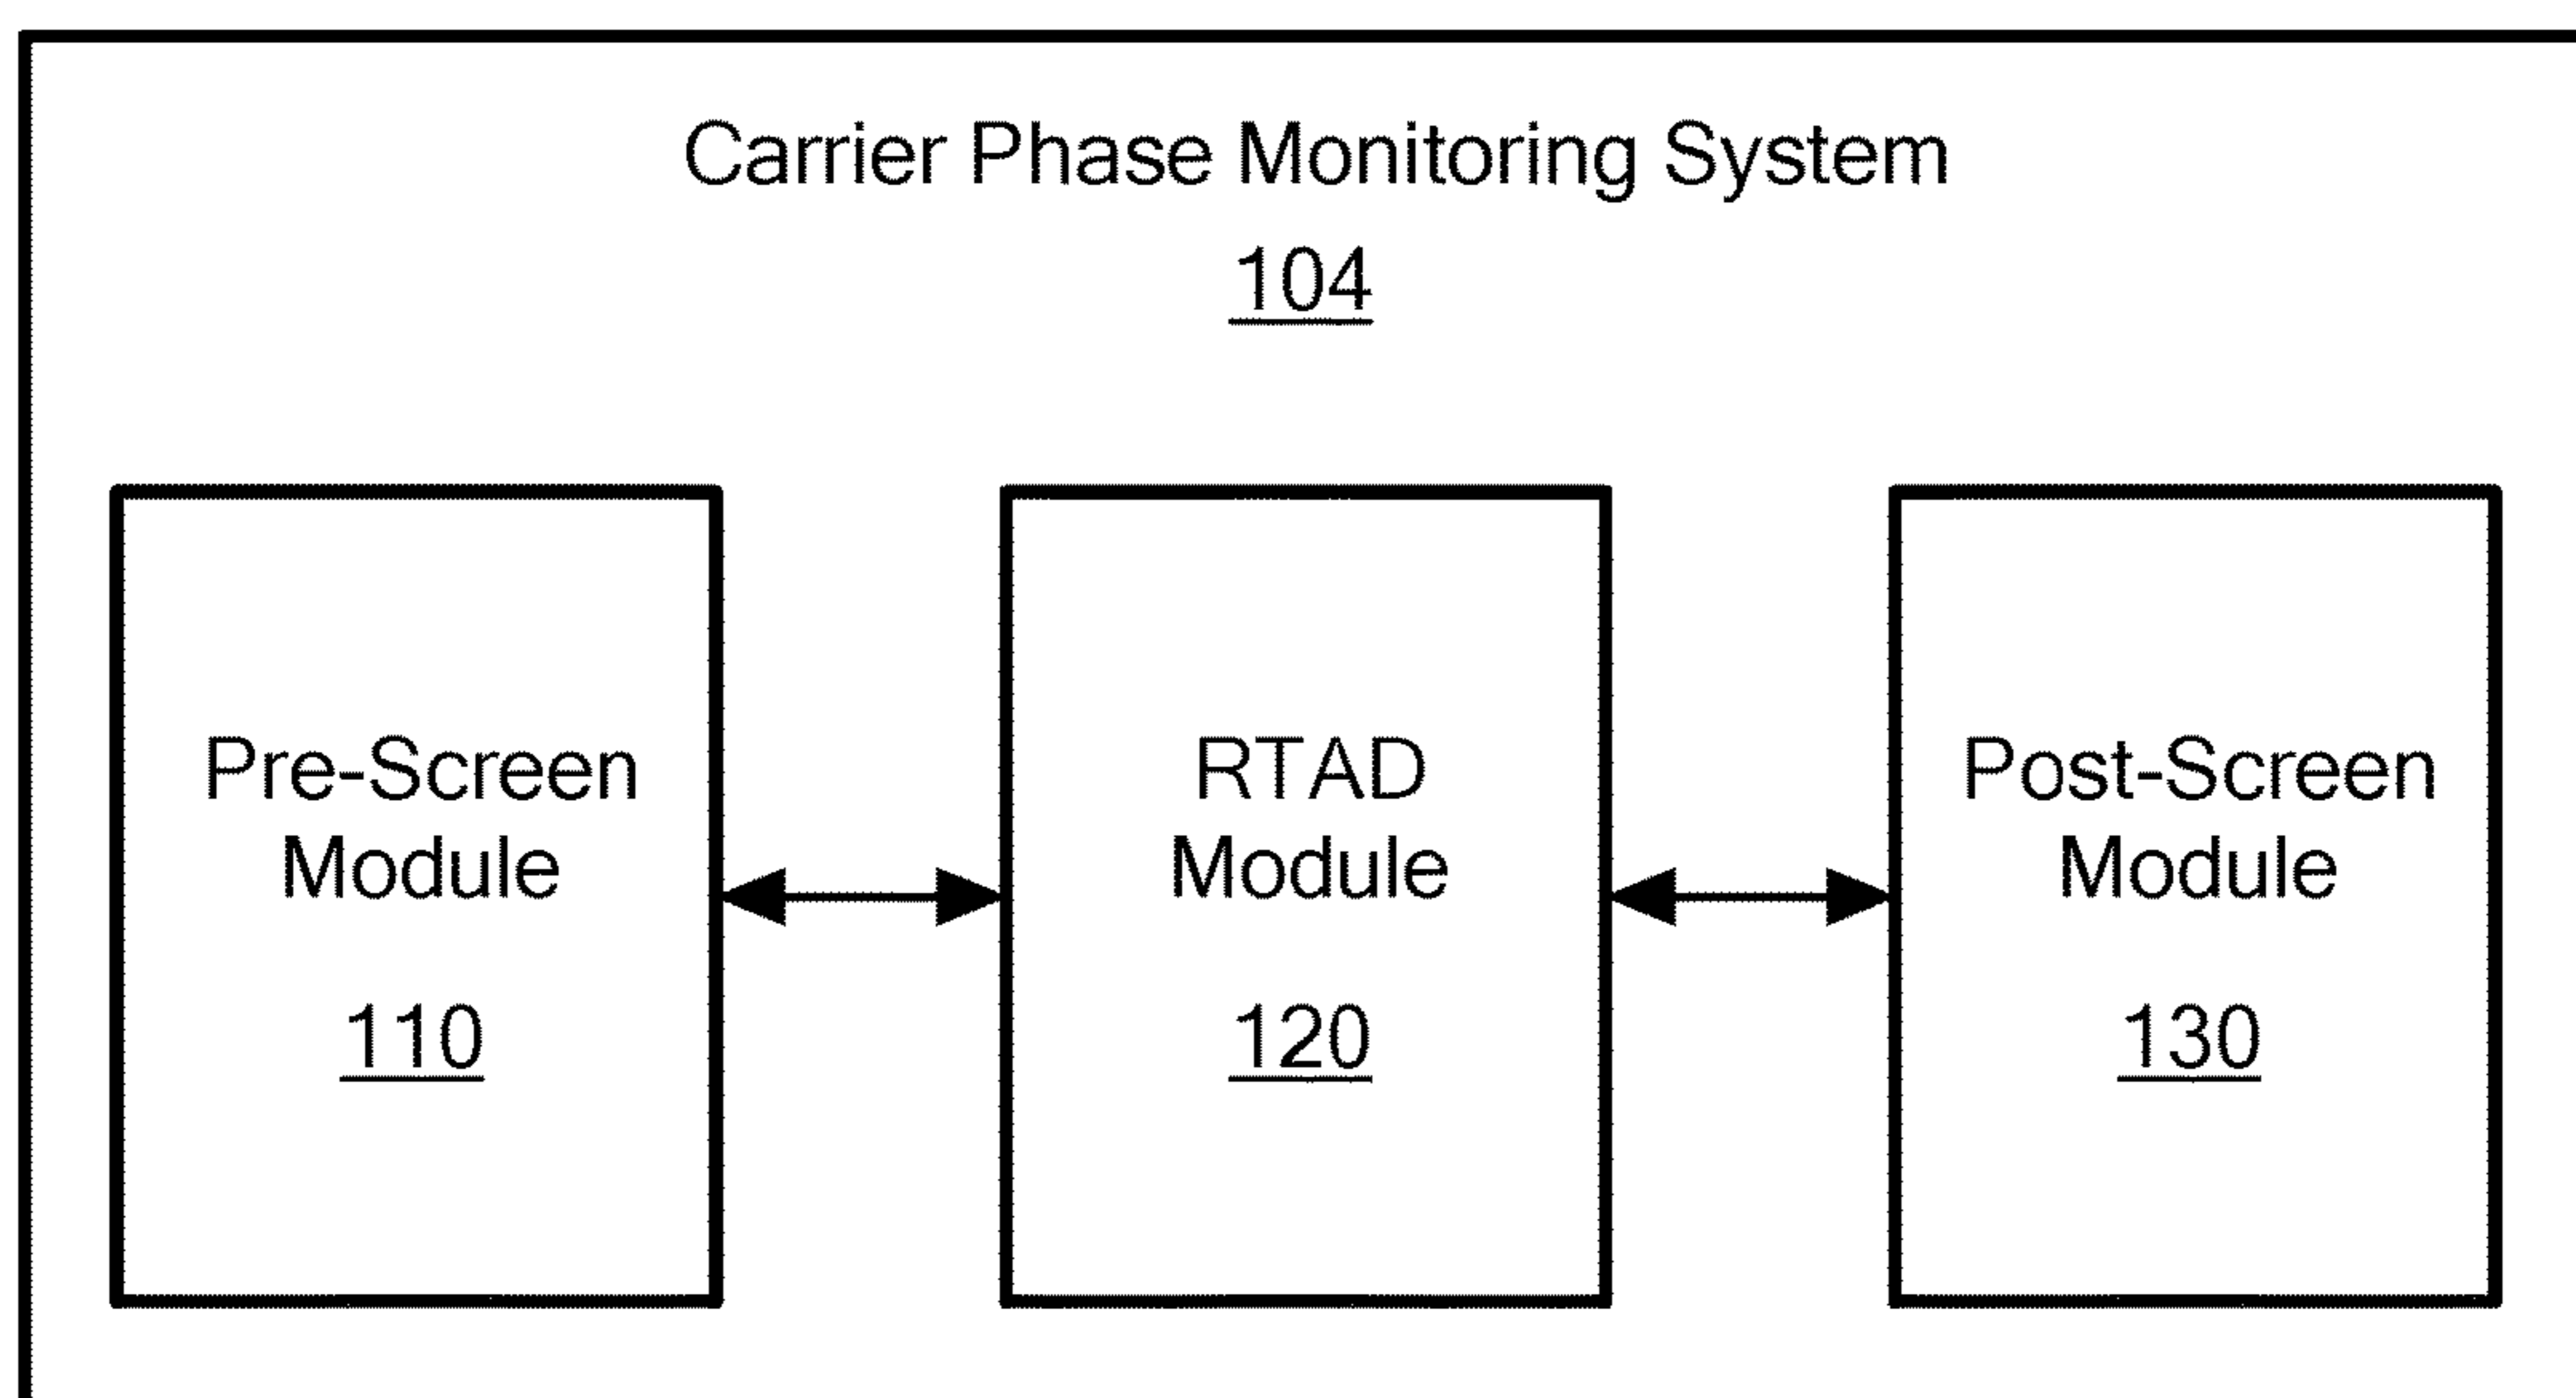 Carrier Phase Monitoring System
104
Pre-Screen
Module
110
RTAD
Module
120
Post-Screen
Module
130